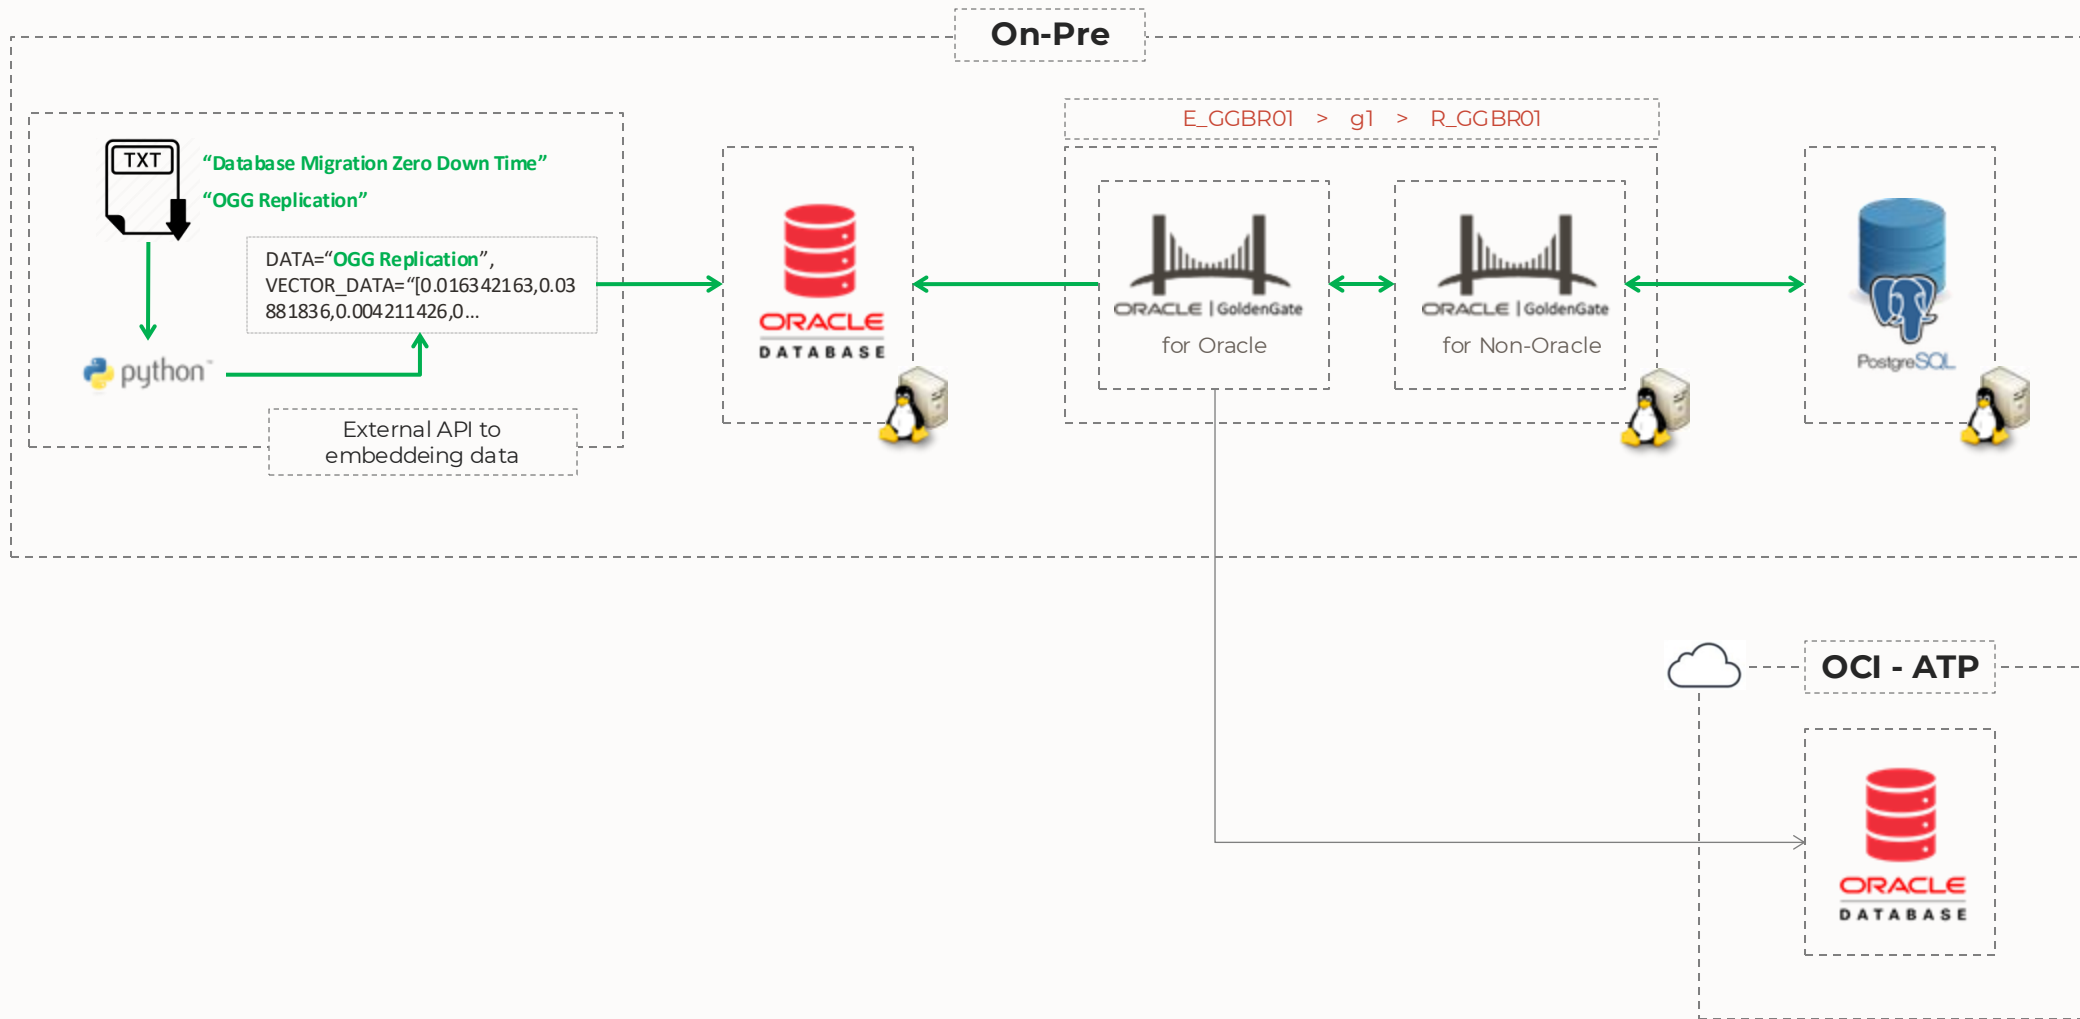 On-Pre
E_GGBR01 > g1 > R_GGBR01
TXT
“Database Migration Zero Down Time”
“OGG Replication”
DATA=“OGG Replication”,
VECTOR_DATA=“[0.016342163,0.03
881836,0.004211426,0...
python™
External API to
embeddeing data
ORACLE
DATABASE
ORACLE | GoldenGate
for Oracle
ORACLE | GoldenGate
for Non-Oracle
PostgreSQL
OCI - ATP
ORACLE
DATABASE